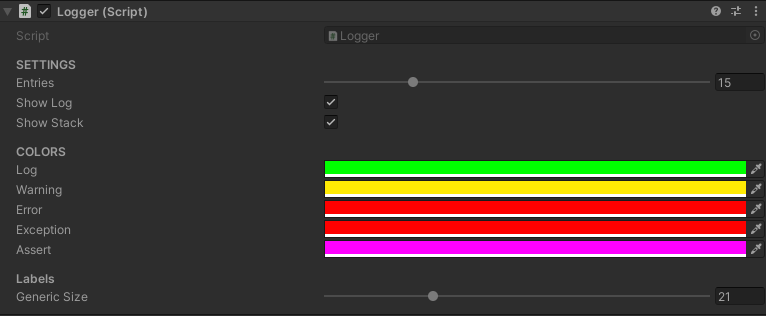 Logger (Script)
Script Logger
SETTINGS
Entries 15
Show Log
Show Stack
COLORS
Log
Warning
Error
Exception
Assert
Labels
Generic Size 21